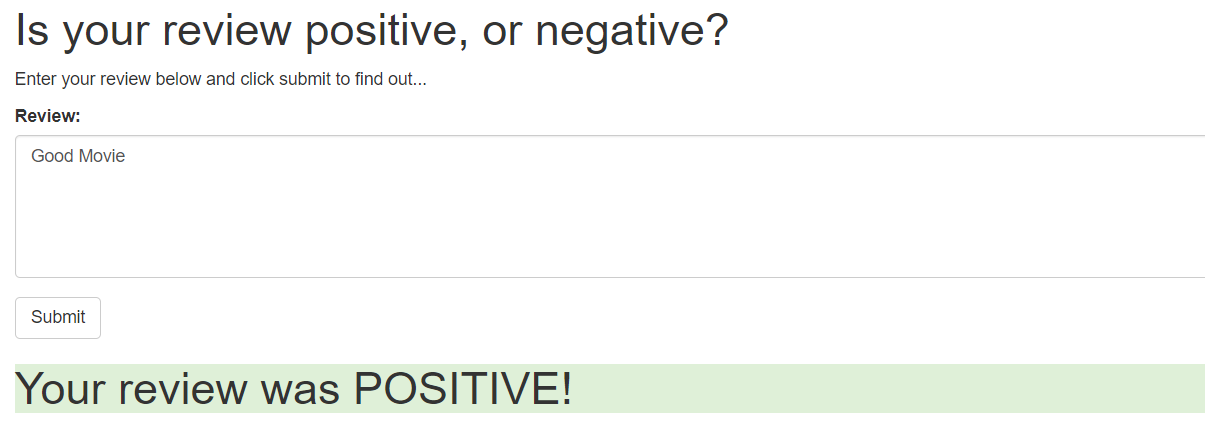 Is your review positive, or negative?
Enter your review below and click submit to find out...
Review:
Good Movie
Submit
Your review was POSITIVE!